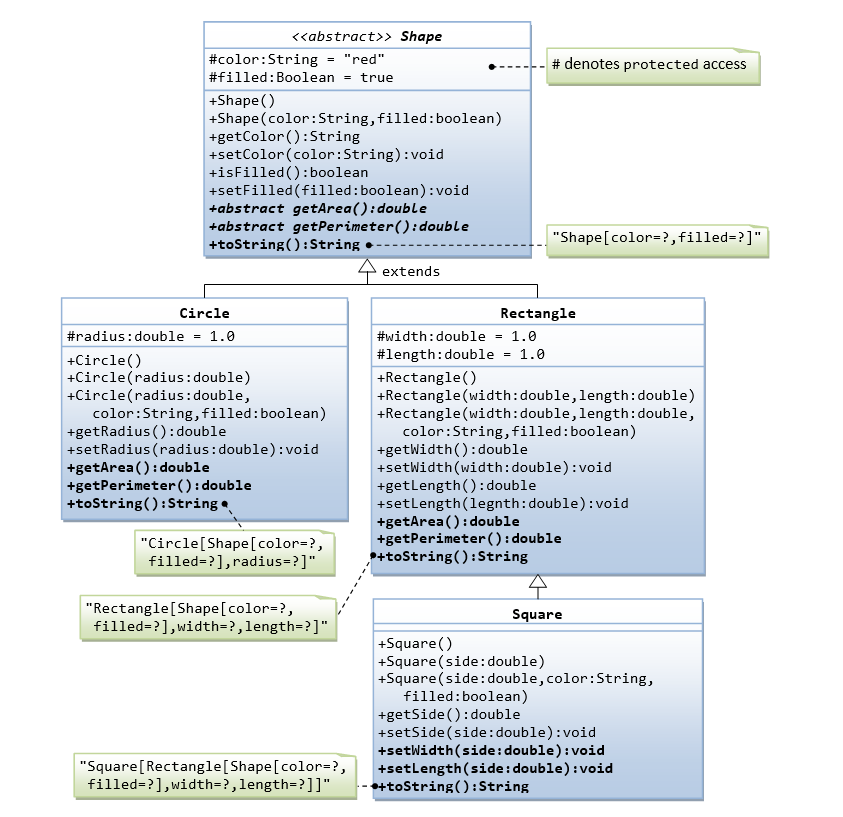 <<abstract>> Shape
#color:String = "red"
#filled:Boolean = true
# denotes protected access
+Shape()
+Shape(color:String,filled:boolean)
+getColor():String
+setColor(color:String):void
+isFilled():boolean
+setFilled(filled:boolean):void
+abstract getArea():double
+abstract getPerimeter():double
+toString():String
"Shape[color=?,filled=?]"
extends
Circle
#radius:double = 1.0
+Circle()
+Circle(radius:double)
+Circle(radius:double,
color:String,filled:boolean)
+getRadius():double
+setRadius(radius:double):void
+getArea():double
+getPerimeter():double
+toString():String
"Circle[Shape[color=?,
filled=?],radius=?]"
Rectangle
#width:double = 1.0
#length:double = 1.0
+Rectangle()
+Rectangle(width:double,length:double)
+Rectangle(width:double,length:double,
color:String,filled:boolean)
+getWidth():double
+setWidth(width:double):void
+getLength():double
+setLength(legnth:double):void
+getArea():double
+getPerimeter():double
+toString():String
"Rectangle[Shape[color=?,
filled=?],width=?,length=?]"
Square
+Square()
+Square(side:double)
+Square(side:double,color:String,
filled:boolean)
+getSide():double
+setSide(side:double):void
+setWidth(side:double):void
+setLength(side:double):void
+toString():String
"Square[Rectangle[Shape[color=?,
filled=?],width=?,length=?]]"